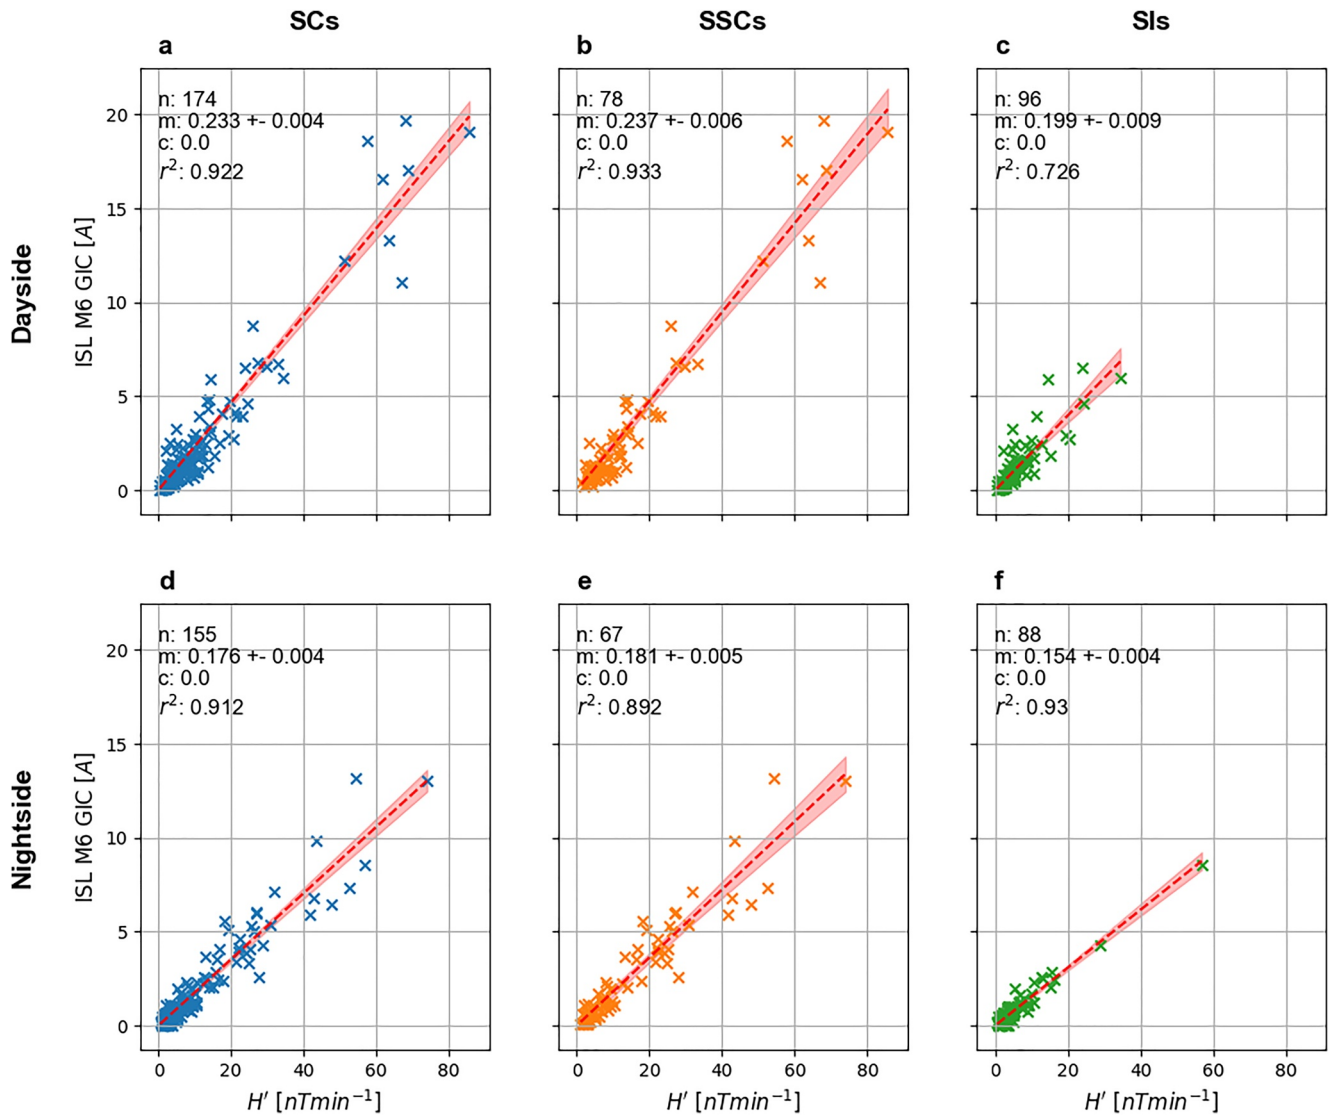 SCs
SSCs
SIs
a
b
c
n: 174
m: 0.233 +- 0.004
c: 0.0
r²: 0.922
n: 78
m: 0.237 +- 0.006
c: 0.0
r²: 0.933
n: 96
m: 0.199 +- 0.009
c: 0.0
r²: 0.726
Dayside
ISL M6 GIC [A]
20
15
10
5
0
d
e
f
n: 155
m: 0.176 +- 0.004
c: 0.0
r²: 0.912
n: 67
m: 0.181 +- 0.005
c: 0.0
r²: 0.892
n: 88
m: 0.154 +- 0.004
c: 0.0
r²: 0.93
Nightside
ISL M6 GIC [A]
20
15
10
5
0
0 20 40 60 80
0 20 40 60 80
0 20 40 60 80
H′ [nTmin⁻¹]
H′ [nTmin⁻¹]
H′ [nTmin⁻¹]